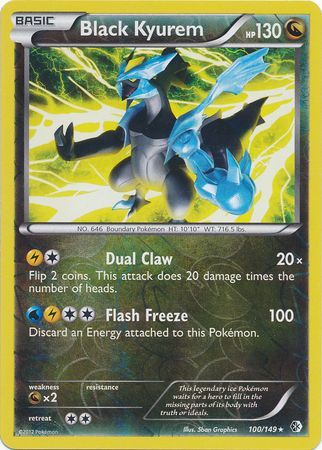 BASIC
Black Kyurem
HP130
NO. 646 Boundary Pokémon HT: 10'10" WT: 716.5 lbs.
Dual Claw 20×
Flip 2 coins. This attack does 20 damage times the
number of heads.
Flash Freeze 100
Discard an Energy attached to this Pokémon.
weakness
×2
resistance
retreat
This legendary ice Pokémon
waits for a hero to fill in the
missing parts of its body with
truth or ideals.
©2012 Pokémon
Illus. 5ban Graphics
100/149 ★